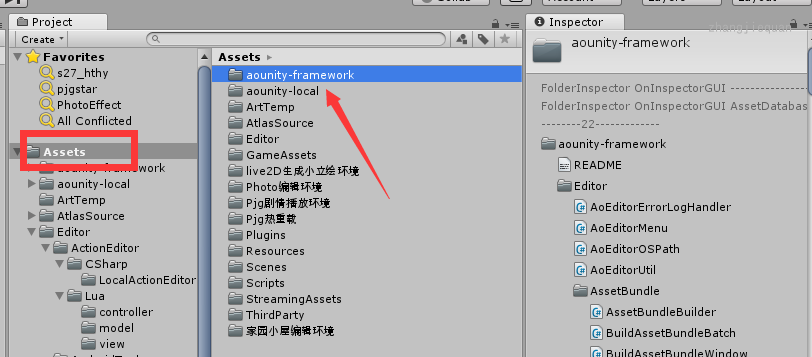 Collab
Account
Layers
Layout
Project
Inspector
Create
zhangjiaquan
Favorites
s27_hthy
pjgstar
PhotoEffect
All Conflicted
Assets
aounity-framework
aounity-local
ArtTemp
AtlasSource
Editor
ActionEditor
CSharp
LocalActionEditor
Lua
controller
model
view
Assets
aounity-framework
aounity-local
ArtTemp
AtlasSource
Editor
GameAssets
live2D生成小立绘环境
Photo编辑环境
Pjg剧情播放环境
Pjg热重载
Plugins
Resources
Scenes
Scripts
StreamingAssets
ThirdParty
家园小屋编辑环境
aounity-framework
FolderInspector OnInspectorGUI -----------------
FolderInspector OnInspectorGUI AssetDatabas
--------22-------------
aounity-framework
README
Editor
AoEditorErrorLogHandler
AoEditorMenu
AoEditorOSPath
AoEditorUtil
AssetBundle
AssetBundleBuilder
BuildAssetBundleBatch
BuildAssetBundleWindow